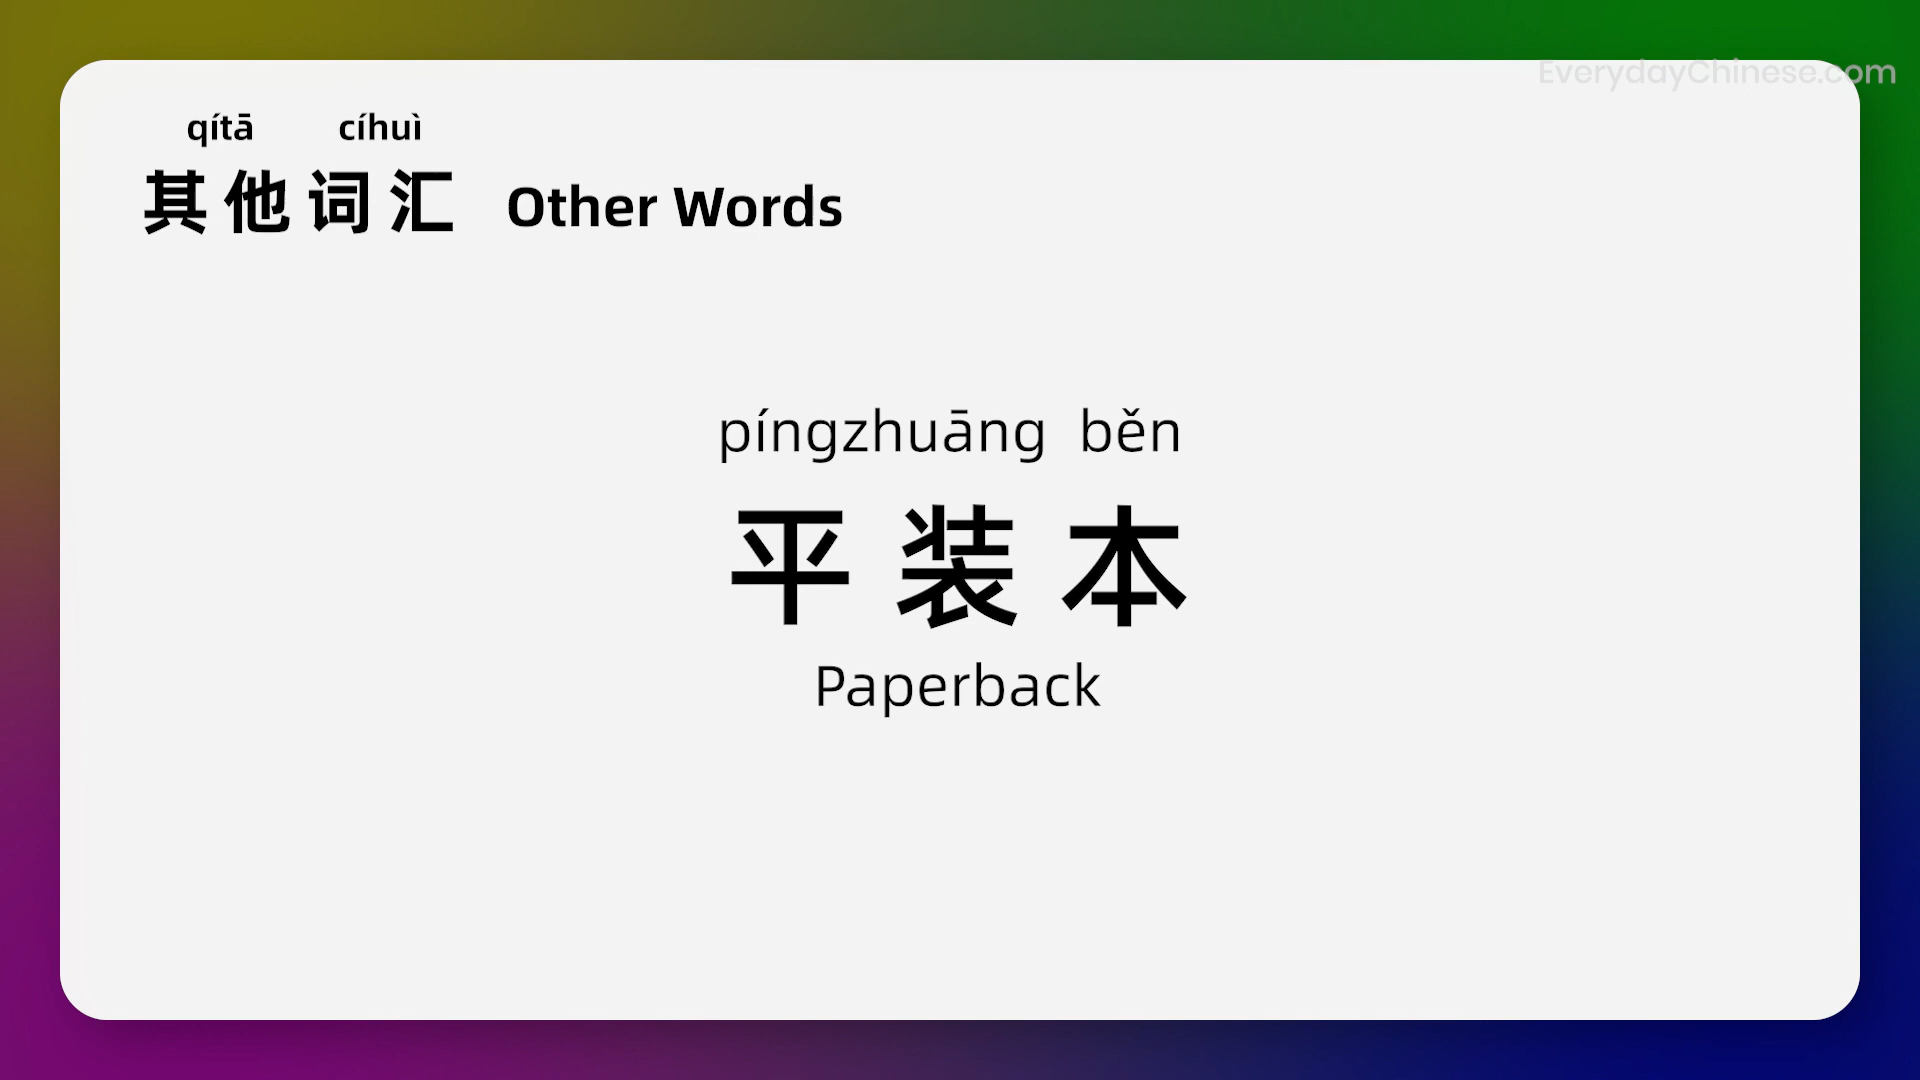 EverydayChinese.com
qítā cíhuì
其他词汇 Other Words
píngzhuāng běn
平装本
Paperback